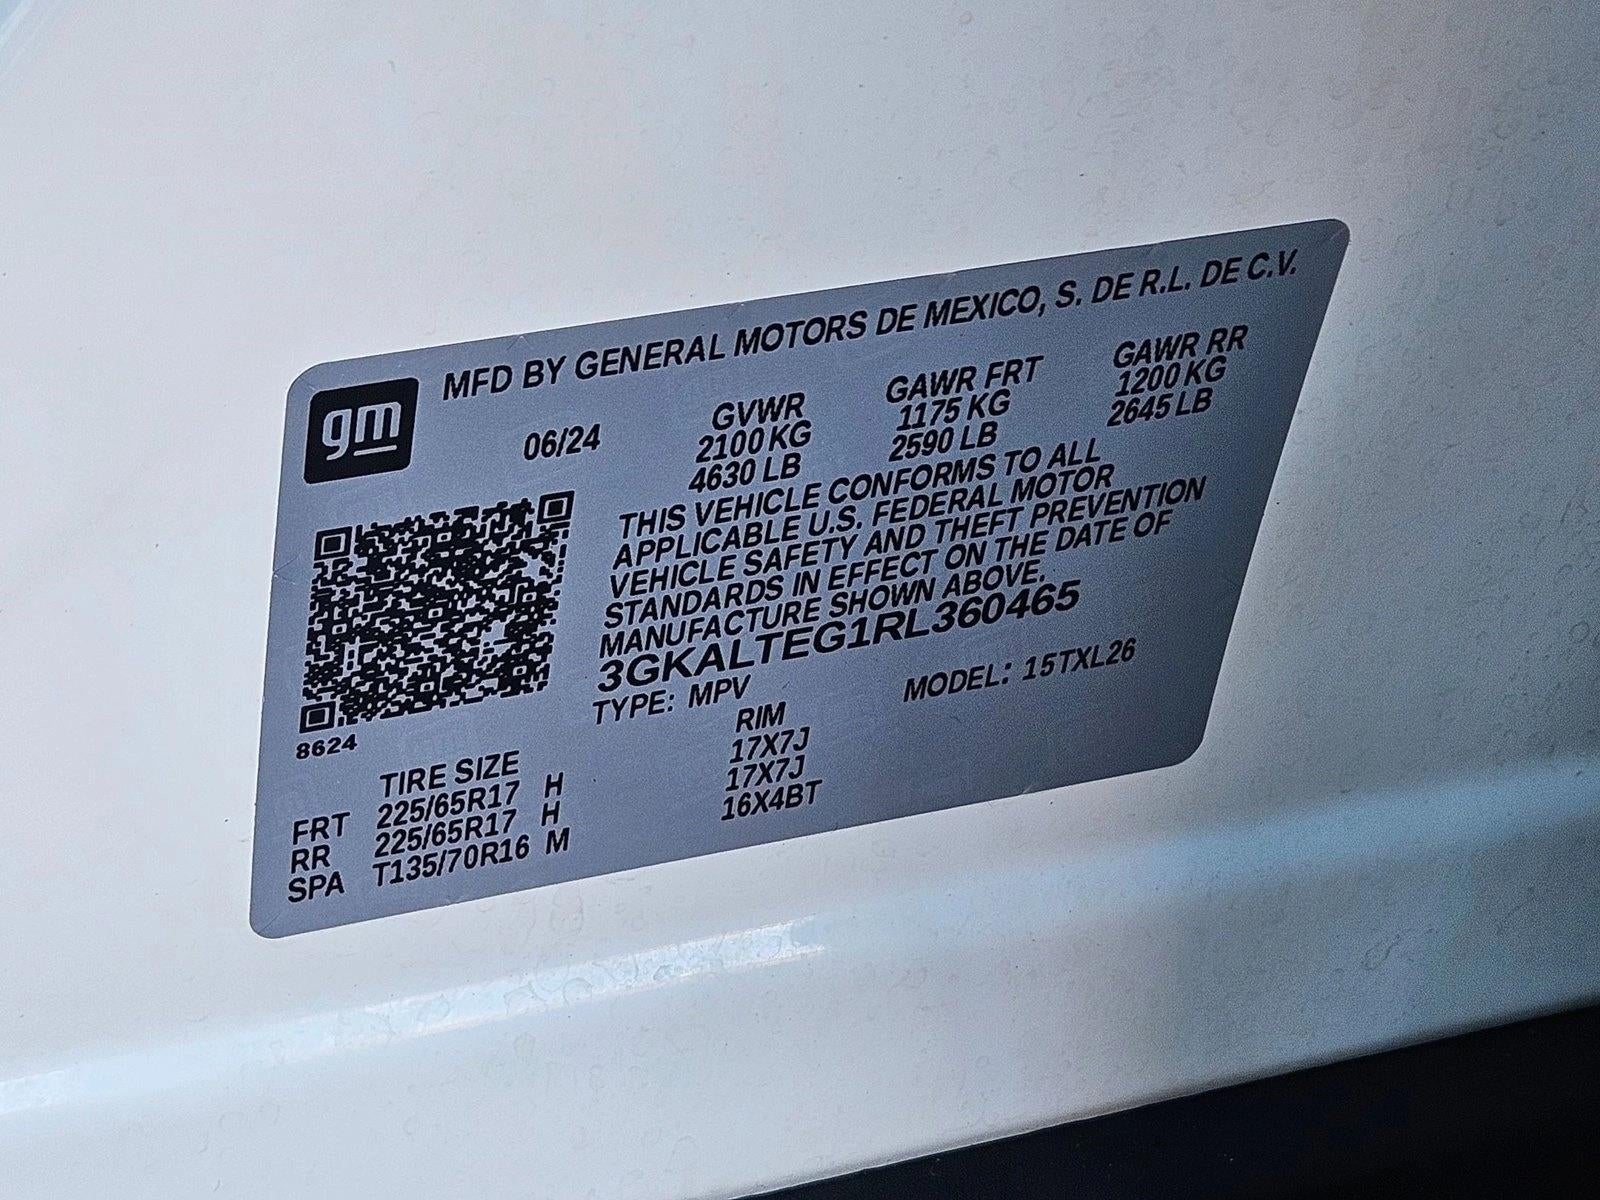 MFD BY GENERAL MOTORS DE MEXICO, S. DE R.L. DE C.V.
gm
06/24
GVWR
2100 KG
4630 LB
GAWR FRT
1175 KG
2590 LB
GAWR RR
1200 KG
2645 LB
THIS VEHICLE CONFORMS TO ALL
APPLICABLE U.S. FEDERAL MOTOR
VEHICLE SAFETY AND THEFT PREVENTION
STANDARDS IN EFFECT ON THE DATE OF
MANUFACTURE SHOWN ABOVE.
3GKALTEG1RL360465
TYPE: MPV MODEL: 15TXL26
8624
TIRE SIZE RIM
FRT 225/65R17 H 17X7J
RR 225/65R17 H 17X7J
SPA T135/70R16 M 16X4BT